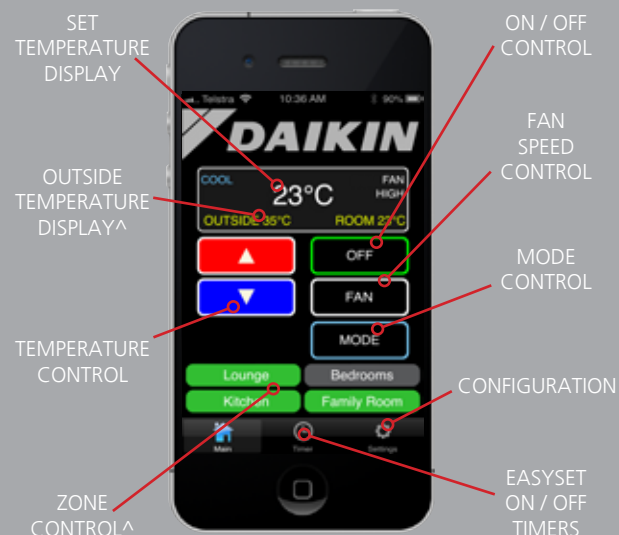 SET
TEMPERATURE
DISPLAY
ON / OFF
CONTROL
Telstra 10:36 AM 90%
DAIKIN
FAN
SPEED
CONTROL
OUTSIDE
TEMPERATURE
DISPLAY^
COOL
23°C
FAN
HIGH
OUTSIDE 35°C
ROOM 23°C
OFF
MODE
CONTROL
FAN
MODE
TEMPERATURE
CONTROL
Lounge
Bedrooms
Kitchen
Family Room
CONFIGURATION
Main
Timer
Settings
ZONE
CONTROL^
EASYSET
ON / OFF
TIMERS